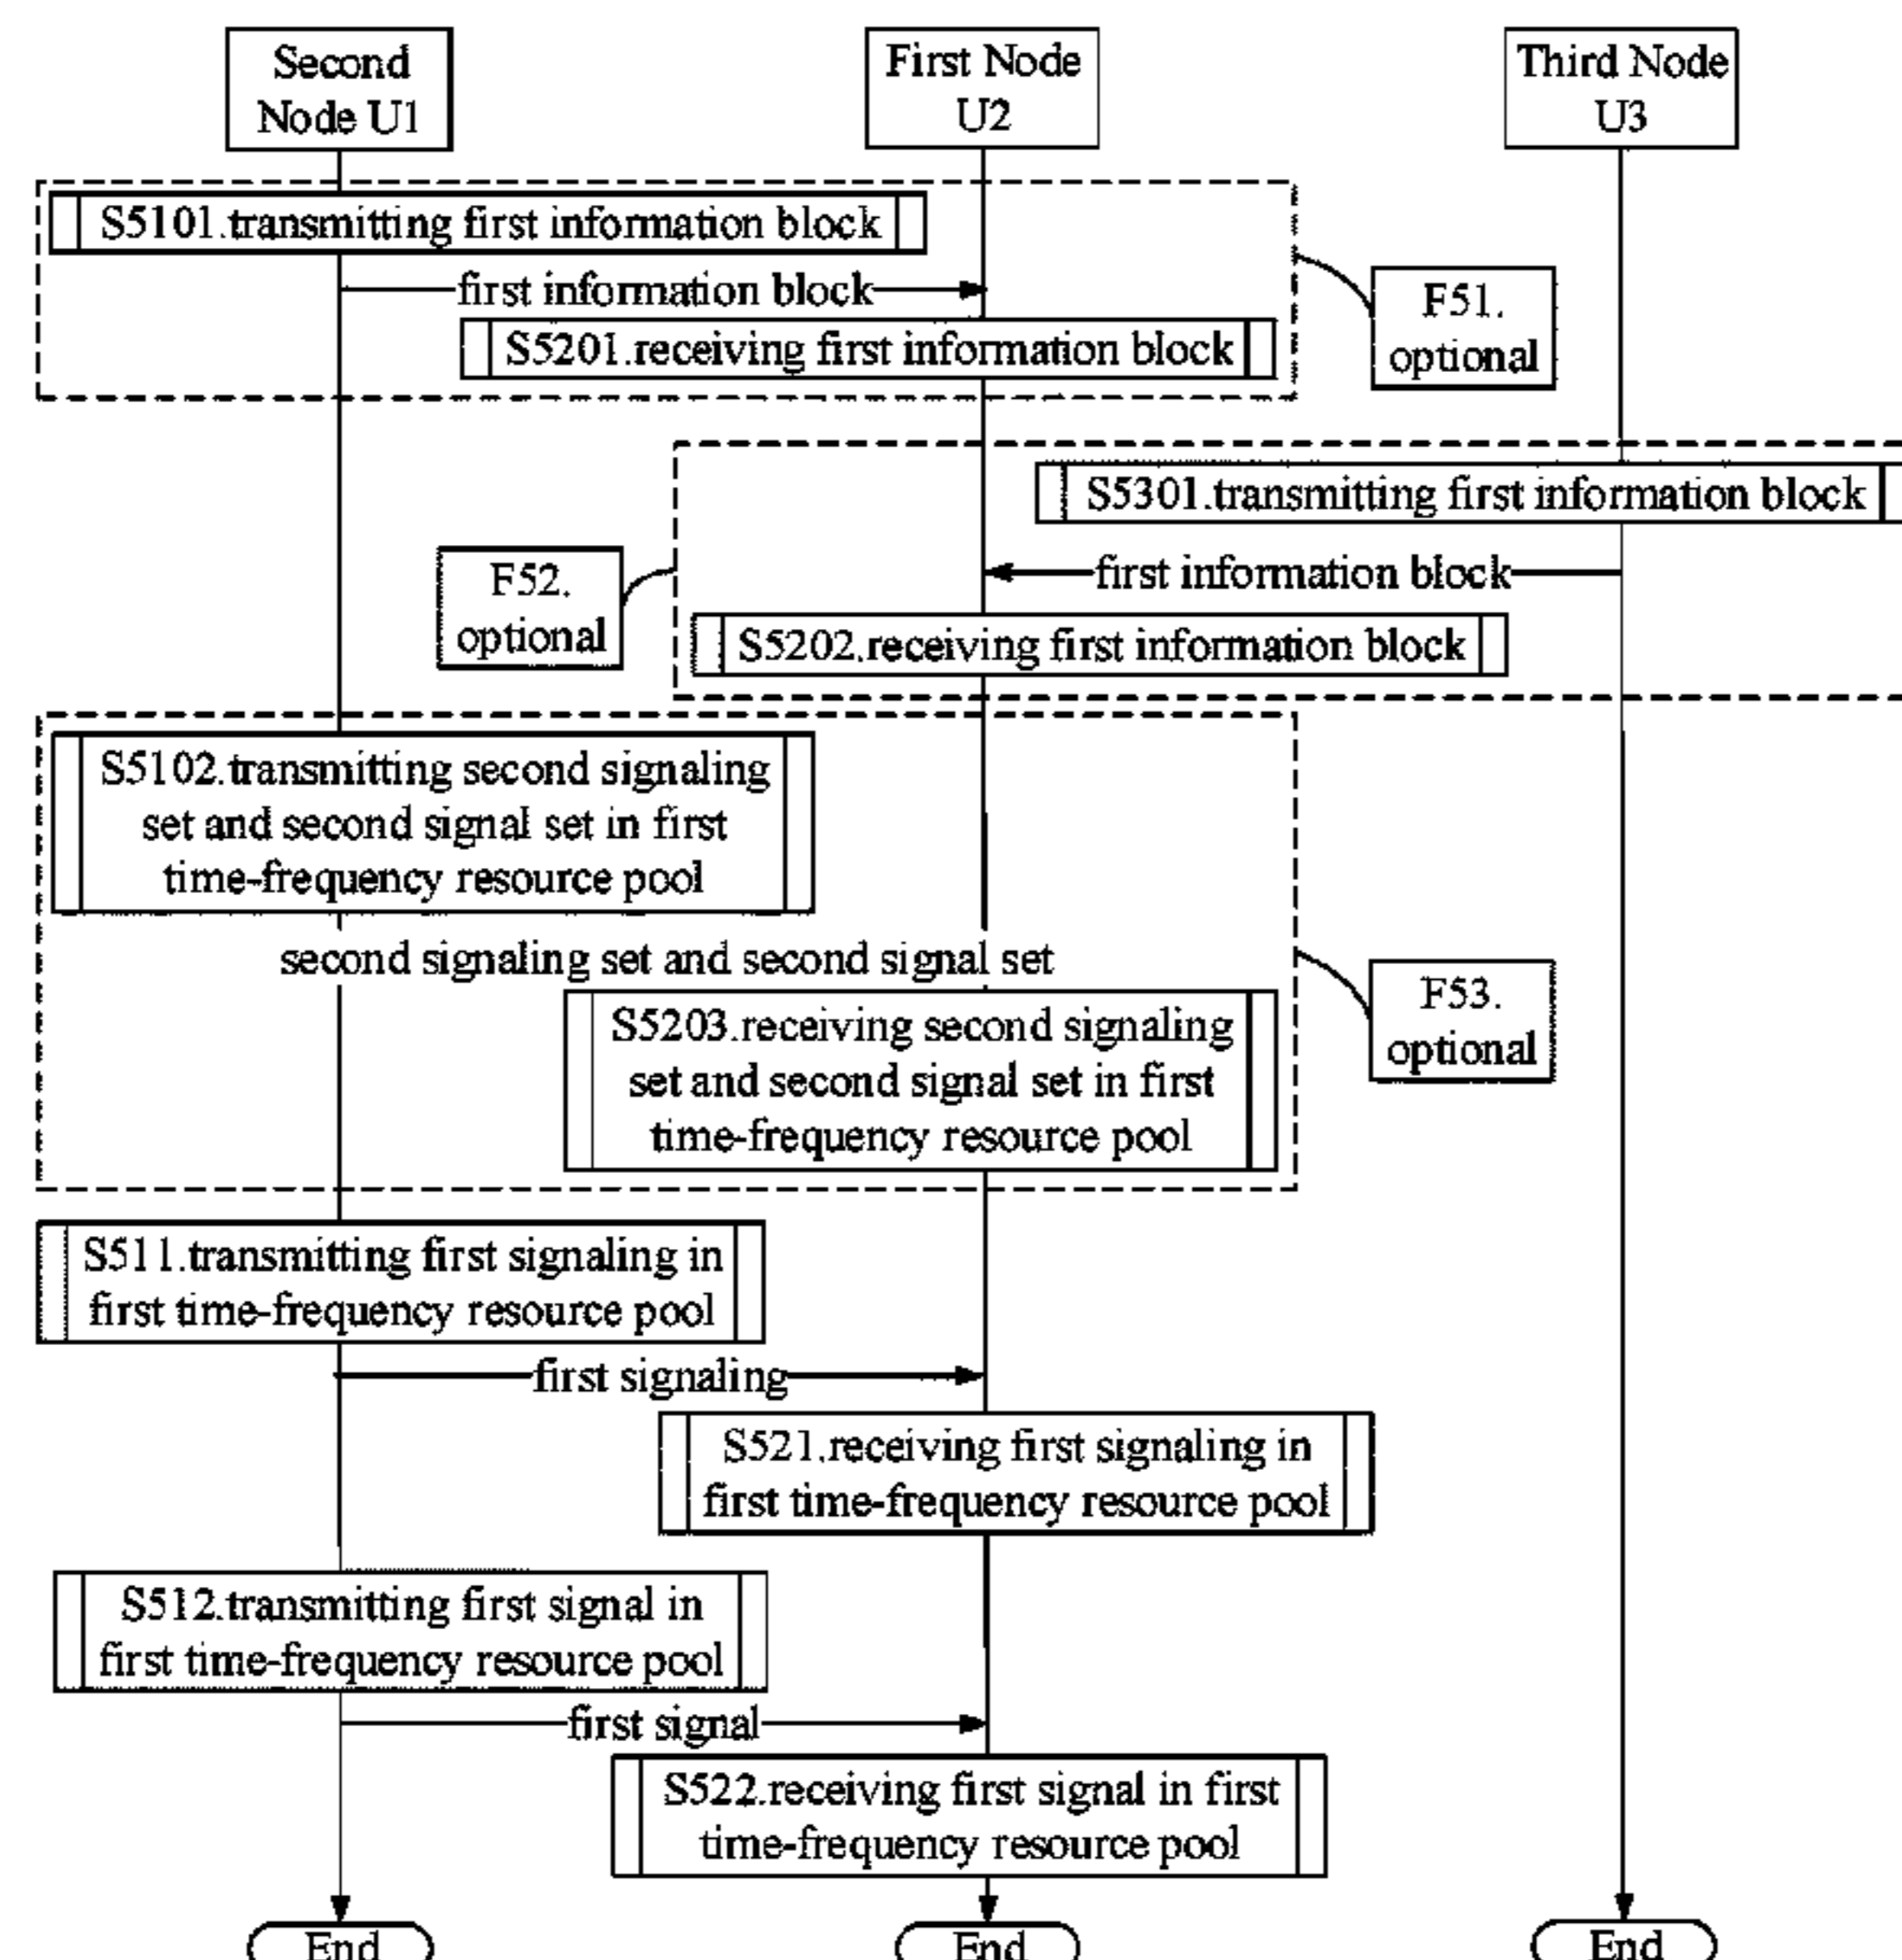 Second
Node U1
First Node
U2
Third Node
U3
S5101.transmitting first information block
first information block
S5201.receiving first information block
F51.
optional
S5301.transmitting first information block
first information block
F52.
optional
S5202.receiving first information block
S5102.transmitting second signaling
set and second signal set in first
time-frequency resource pool
second signaling set and second signal set
S5203.receiving second signaling
set and second signal set in first
time-frequency resource pool
F53.
optional
S511.transmitting first signaling in
first time-frequency resource pool
first signaling
S521.receiving first signaling in
first time-frequency resource pool
S512.transmitting first signal in
first time-frequency resource pool
first signal
S522.receiving first signal in first
time-frequency resource pool
End
End
End